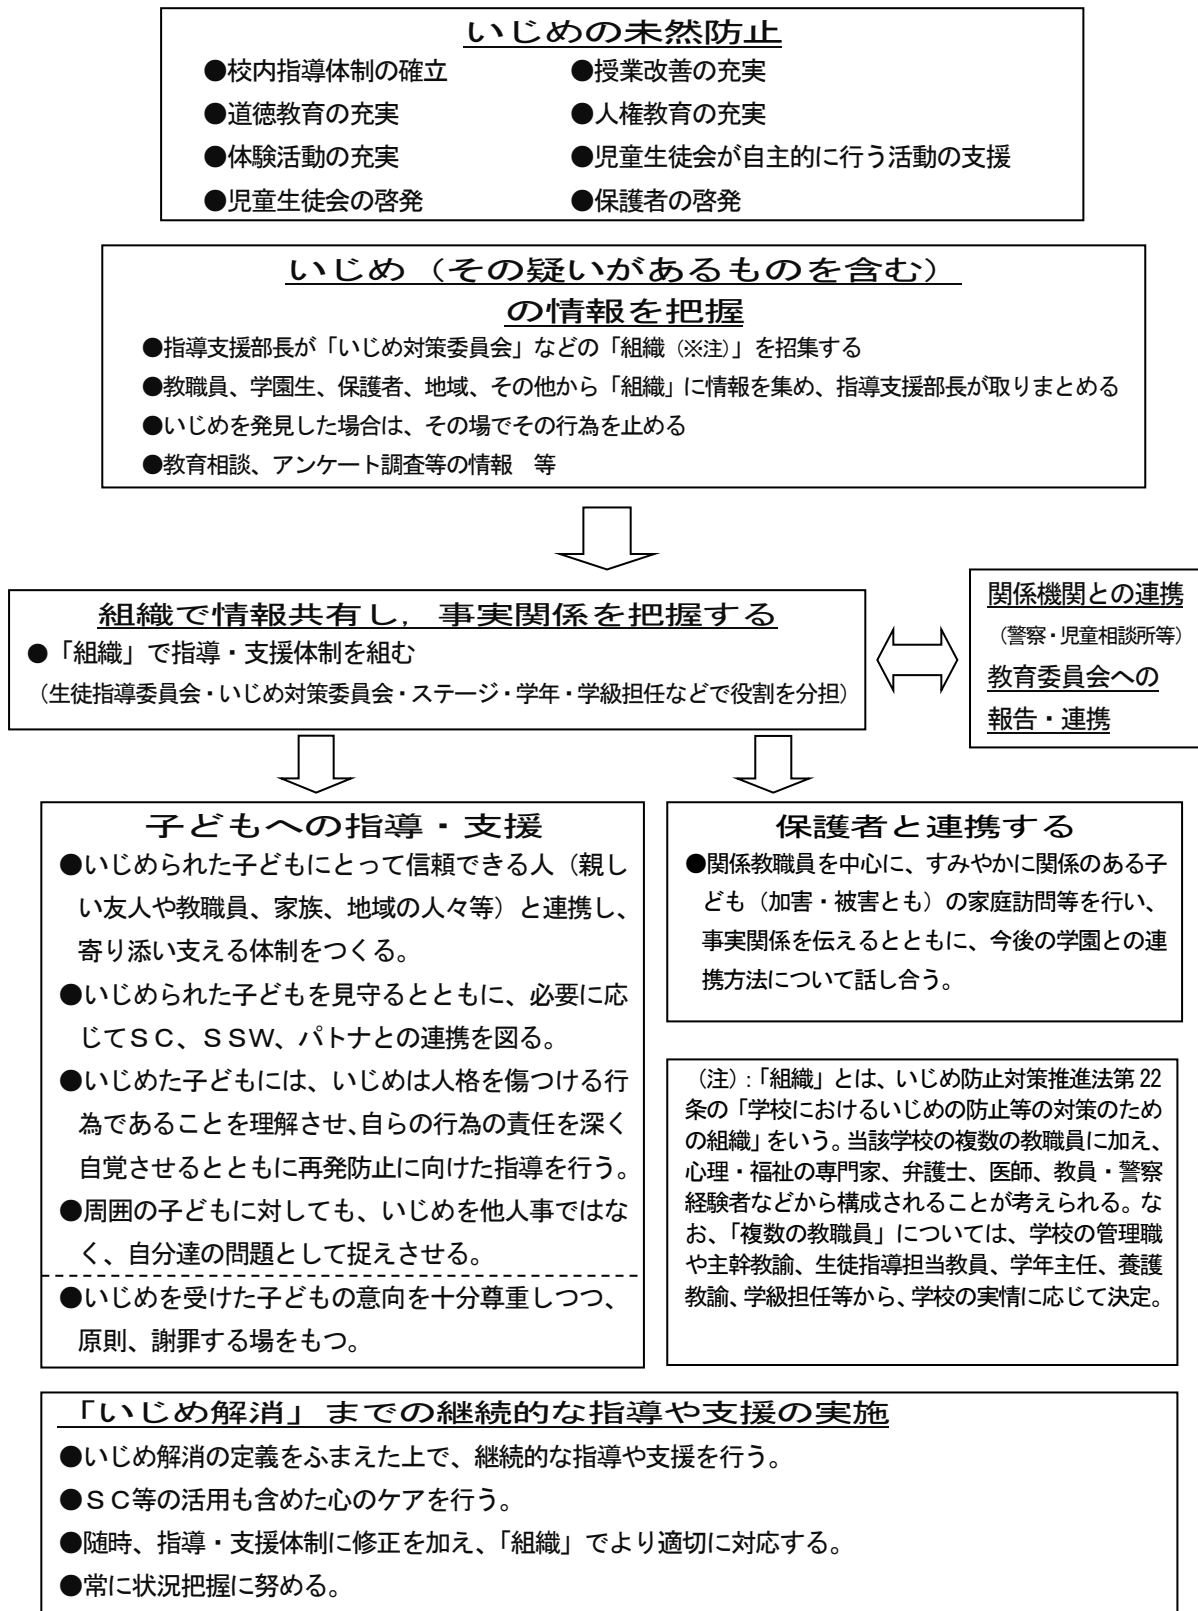 いじめの未然防止
●校内指導体制の確立　●授業改善の充実
●道徳教育の充実　●人権教育の充実
●体験活動の充実　●児童生徒会が自主的に行う活動の支援
●児童生徒会の啓発　●保護者の啓発
いじめ（その疑いがあるものを含む）
の情報を把握
●指導支援部長が「いじめ対策委員会」などの「組織（※注）」を招集する
●教職員、学園生、保護者、地域、その他から「組織」に情報を集め、指導支援部長が取りまとめる
●いじめを発見した場合は、その場でその行為を止める
●教育相談、アンケート調査等の情報　等
組織で情報共有し，事実関係を把握する
●「組織」で指導・支援体制を組む
（生徒指導委員会・いじめ対策委員会・ステージ・学年・学級担任などで役割を分担）
関係機関との連携
（警察・児童相談所等）
教育委員会への
報告・連携
子どもへの指導・支援
●いじめられた子どもにとって信頼できる人（親し
い友人や教職員、家族、地域の人々等）と連携し、
寄り添い支える体制をつくる。
●いじめられた子どもを見守るとともに、必要に応
じてＳＣ、ＳＳＷ、パトナとの連携を図る。
●いじめた子どもには、いじめは人格を傷つける行
為であることを理解させ、自らの行為の責任を深く
自覚させるとともに再発防止に向けた指導を行う。
●周囲の子どもに対しても、いじめを他人事ではな
く、自分達の問題として捉えさせる。
●いじめを受けた子どもの意向を十分尊重しつつ、
原則、謝罪する場をもつ。
保護者と連携する
●関係教職員を中心に、すみやかに関係のある子
ども（加害・被害とも）の家庭訪問等を行い、
事実関係を伝えるとともに、今後の学園との連
携方法について話し合う。
（注）:「組織」とは、いじめ防止対策推進法第 22
条の「学校におけるいじめの防止等の対策のため
の組織」をいう。当該学校の複数の教職員に加え、
心理・福祉の専門家、弁護士、医師、教員・警察
経験者などから構成されることが考えられる。な
お、「複数の教職員」については、学校の管理職
や主幹教諭、生徒指導担当教員、学年主任、養護
教諭、学級担任等から、学校の実情に応じて決定。
「いじめ解消」までの継続的な指導や支援の実施
●いじめ解消の定義をふまえた上で、継続的な指導や支援を行う。
●ＳＣ等の活用も含めた心のケアを行う。
●随時、指導・支援体制に修正を加え、「組織」でより適切に対応する。
●常に状況把握に努める。